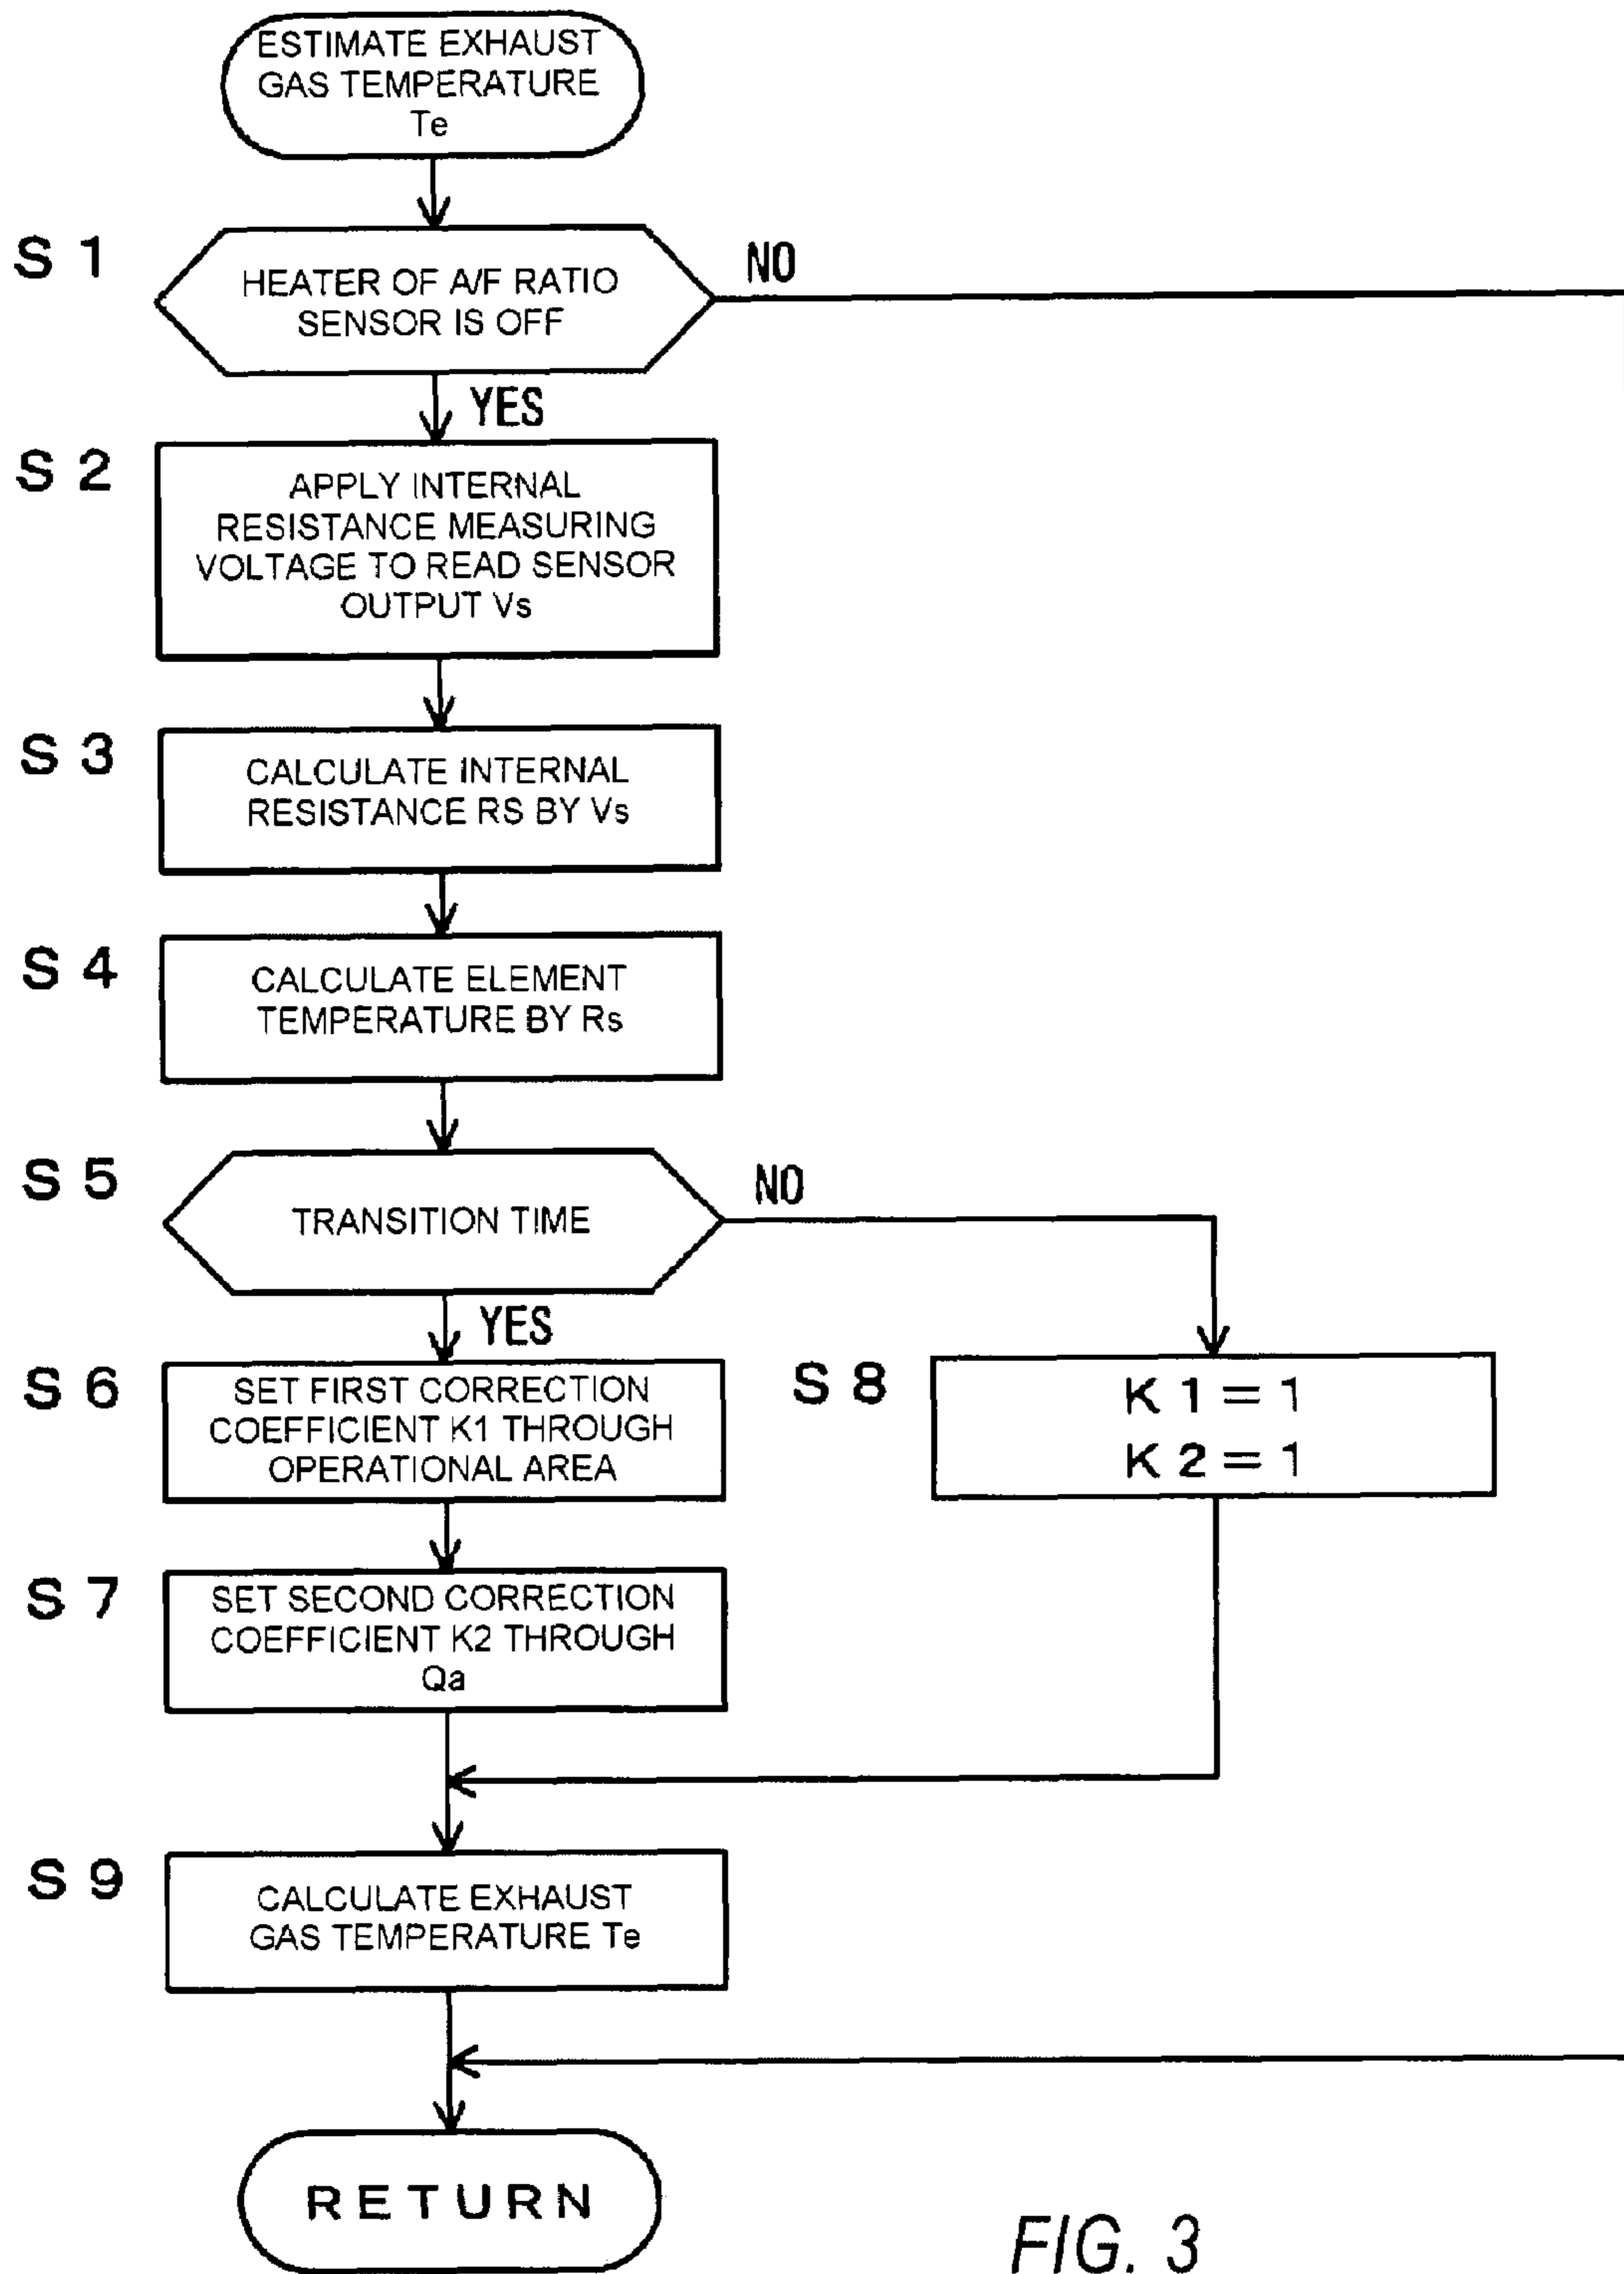 ESTIMATE EXHAUST
GAS TEMPERATURE
Te
S 1
HEATER OF A/F RATIO
SENSOR IS OFF
NO
YES
S 2
APPLY INTERNAL
RESISTANCE MEASURING
VOLTAGE TO READ SENSOR
OUTPUT Vs
S 3
CALCULATE INTERNAL
RESISTANCE RS BY Vs
S 4
CALCULATE ELEMENT
TEMPERATURE BY Rs
S 5
TRANSITION TIME
NO
YES
S 6
SET FIRST CORRECTION
COEFFICIENT K1 THROUGH
OPERATIONAL AREA
S 8
K 1 = 1
K 2 = 1
S 7
SET SECOND CORRECTION
COEFFICIENT K2 THROUGH
Qa
S 9
CALCULATE EXHAUST
GAS TEMPERATURE Te
RETURN
FIG. 3